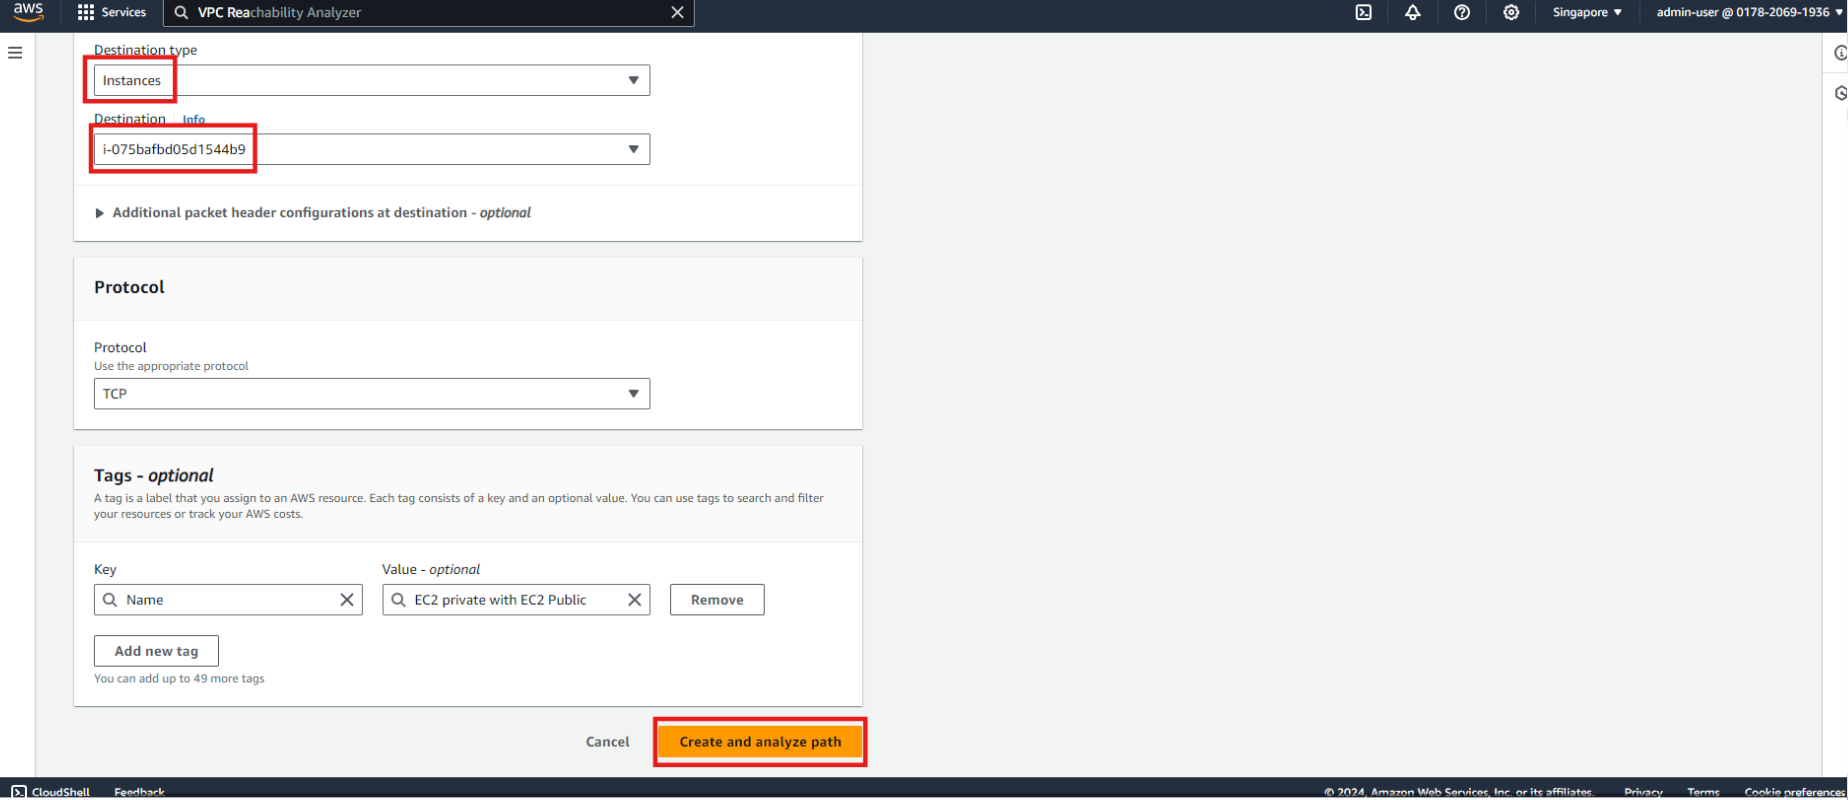 aws Services VPC Reachability Analyzer Singapore admin-user @ 0178-2069-1936
Destination type
Instances
Destination Info
i-075bafbd05d1544b9
Additional packet header configurations at destination - optional
Protocol
Protocol
Use the appropriate protocol
TCP
Tags - optional
A tag is a label that you assign to an AWS resource. Each tag consists of a key and an optional value. You can use tags to search and filter
your resources or track your AWS costs.
Key Value - optional
Name EC2 private with EC2 Public Remove
Add new tag
You can add up to 49 more tags
Cancel Create and analyze path
CloudShell Feedback © 2024, Amazon Web Services, Inc. or its affiliates. Privacy Terms Cookie preferences